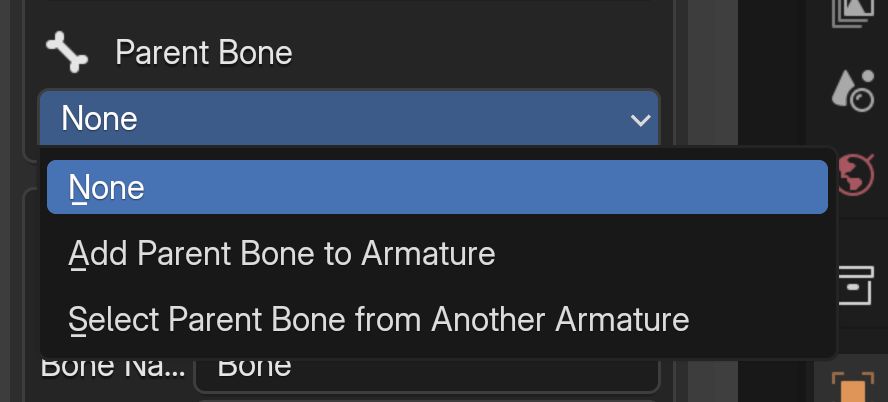 Parent Bone
None
None
Add Parent Bone to Armature
Select Parent Bone from Another Armature
Bone Na... Bone